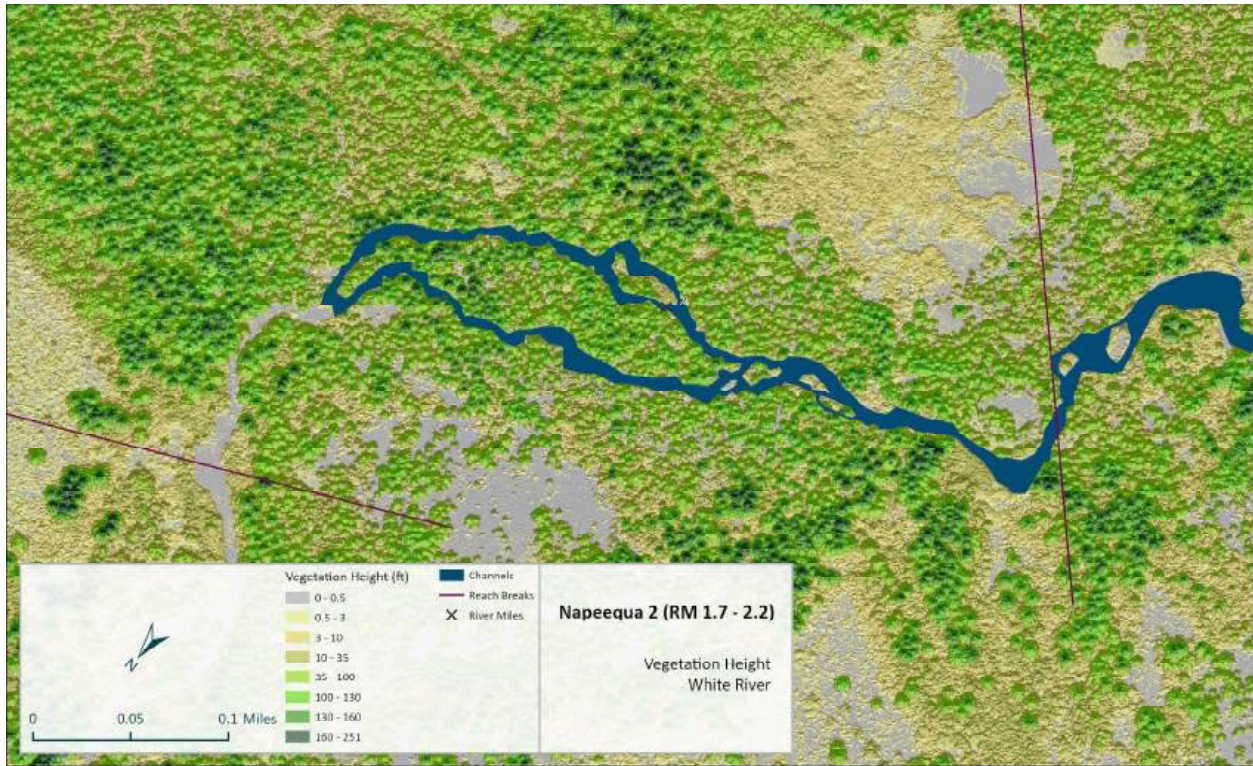 Vegetation Height (ft)
0 - 0.5
0.5 - 3
3 - 10
10 - 35
35 - 100
100 - 130
130 - 160
160 - 251
Channels
Reach Breaks
River Miles
N
0 0.05 0.1 Miles
Napeequa 2 (RM 1.7 - 2.2)
Vegetation Height
White River